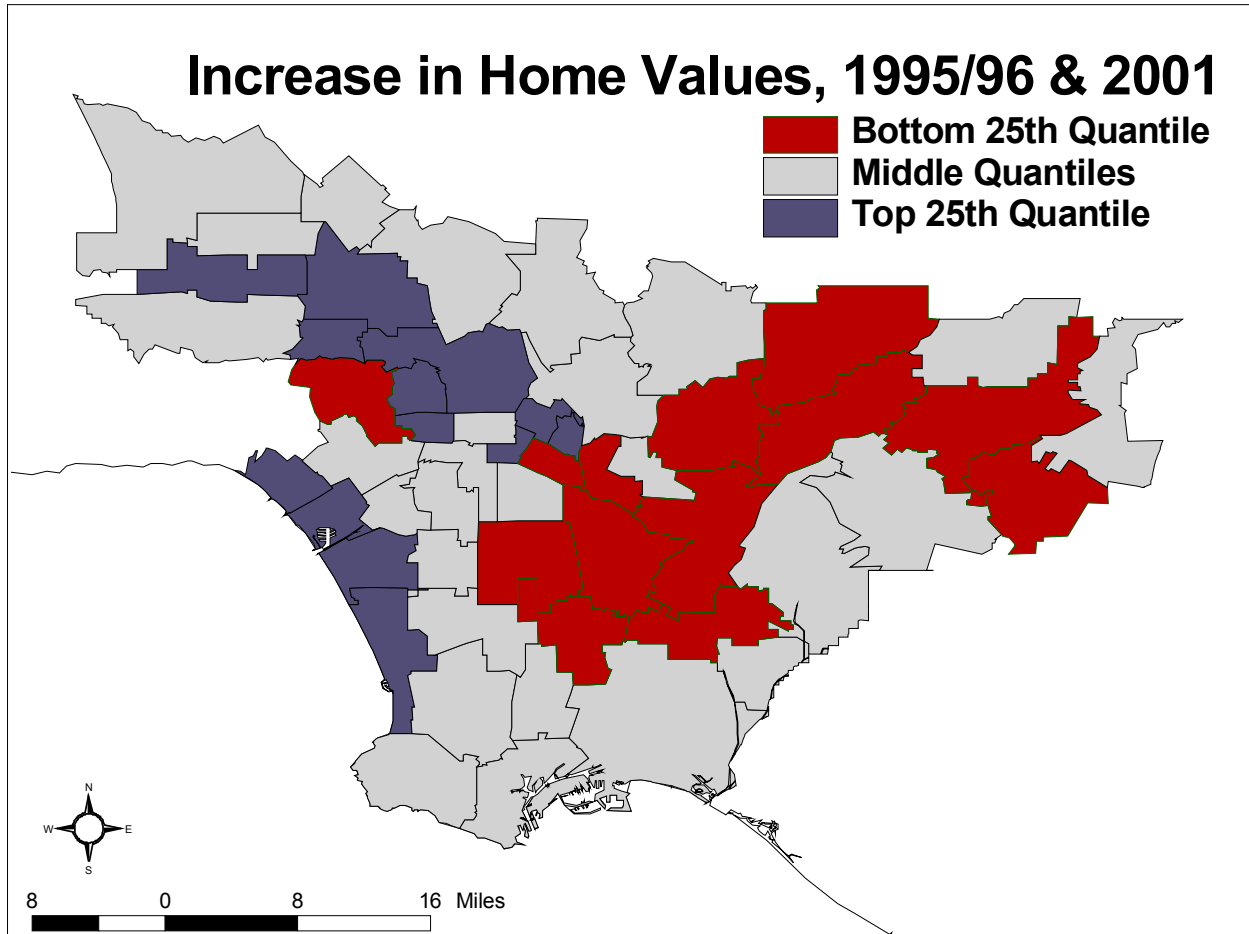 Increase in Home Values, 1995/96 & 2001
Bottom 25th Quantile
Middle Quantiles
Top 25th Quantile
N
W E
S
8 0 8 16 Miles